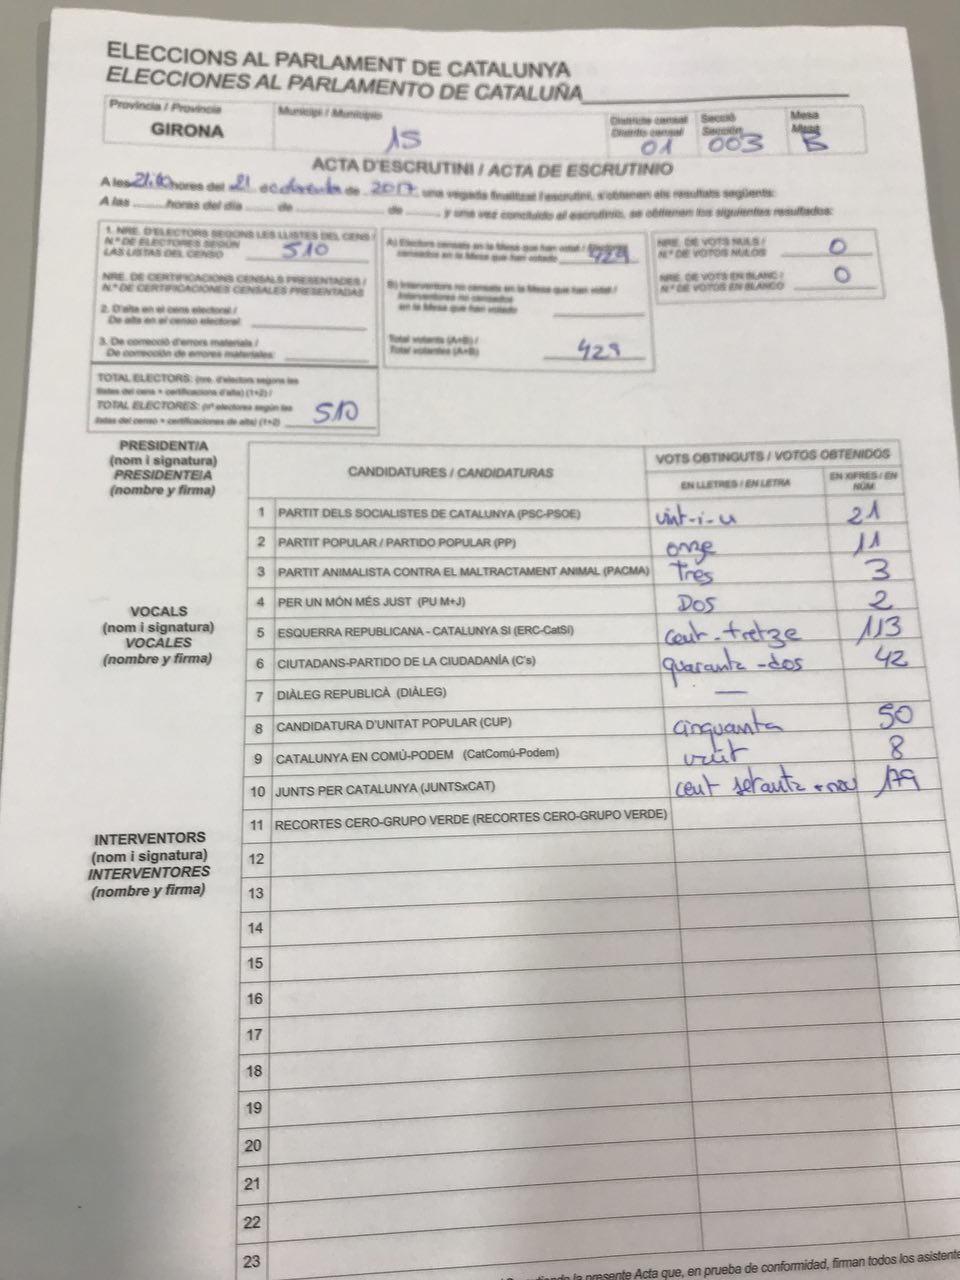 ELECCIONS AL PARLAMENT DE CATALUNYA
ELECCIONES AL PARLAMENTO DE CATALUÑA
Província / Provincia
GIRONA
Municipi / Municipio
Districte censal
Distrito censal
01
Secció
Sección
003
Mesa
Mesa
B
ACTA D'ESCRUTINI / ACTA DE ESCRUTINIO
A les hores del 21 de de 2017 una vegada finalitzat l'escrutini, s'obtenen els resultats següents:
A las ........ horas del día ........ de ........ de ........ y una vez concluido el escrutinio, se obtienen los siguientes resultados:
1. NRE. D'ELECTORS SEGONS LES LLISTES DEL CENS /
N.º DE ELECTORES SEGÚN
LAS LISTAS DEL CENSO 510
NRE. DE CERTIFICACIONS CENSALS PRESENTADES /
N.º DE CERTIFICACIONES CENSALES PRESENTADAS
2. D'alta en el cens electoral /
De alta en el censo electoral:
3. De correcció d'errors materials /
De corrección de errores materiales:
TOTAL ELECTORS: (nre. d'electors segons les
llistes del cens + certificacions d'alta) (1+2) /
TOTAL ELECTORES: (nº electores según las
listas del censo + certificaciones de alta) (1+2) 510
A) Electors censats en la Mesa que han votat / Electores
censados en la Mesa que han votado 429
B) Interventors no censats en la Mesa que han votat /
Interventores no censados
en la Mesa que han votado
Total votants (A+B) /
Total votantes (A+B) 429
NRE. DE VOTS NULS /
N.º DE VOTOS NULOS 0
NRE. DE VOTS EN BLANC /
N.º DE VOTOS EN BLANCO 0
PRESIDENT/A
(nom i signatura)
PRESIDENTE/A
(nombre y firma)
VOCALS
(nom i signatura)
VOCALES
(nombre y firma)
INTERVENTORS
(nom i signatura)
INTERVENTORES
(nombre y firma)
CANDIDATURES / CANDIDATURAS
VOTS OBTINGUTS / VOTOS OBTENIDOS
EN LLETRES / EN LETRA
EN XIFRES / EN
NÚM.
1 PARTIT DELS SOCIALISTES DE CATALUNYA (PSC-PSOE) vint-i-u 21
2 PARTIT POPULAR / PARTIDO POPULAR (PP) onze 11
3 PARTIT ANIMALISTA CONTRA EL MALTRACTAMENT ANIMAL (PACMA) Tres 3
4 PER UN MÓN MÉS JUST (PU M+J) Dos 2
5 ESQUERRA REPUBLICANA - CATALUNYA SI (ERC-CatSí) cent-tretze 113
6 CIUTADANS-PARTIDO DE LA CIUDADANÍA (C's) quaranta-dos 42
7 DIÀLEG REPUBLICÀ (DIÀLEG) —
8 CANDIDATURA D'UNITAT POPULAR (CUP) cinquanta 50
9 CATALUNYA EN COMÚ-PODEM (CatComú-Podem) vuit 8
10 JUNTS PER CATALUNYA (JUNTSxCAT) cent setanta-nou 179
11 RECORTES CERO-GRUPO VERDE (RECORTES CERO-GRUPO VERDE)
12
13
14
15
16
17
18
19
20
21
22
23
la presente Acta que, en prueba de conformidad, firman todos los asistente